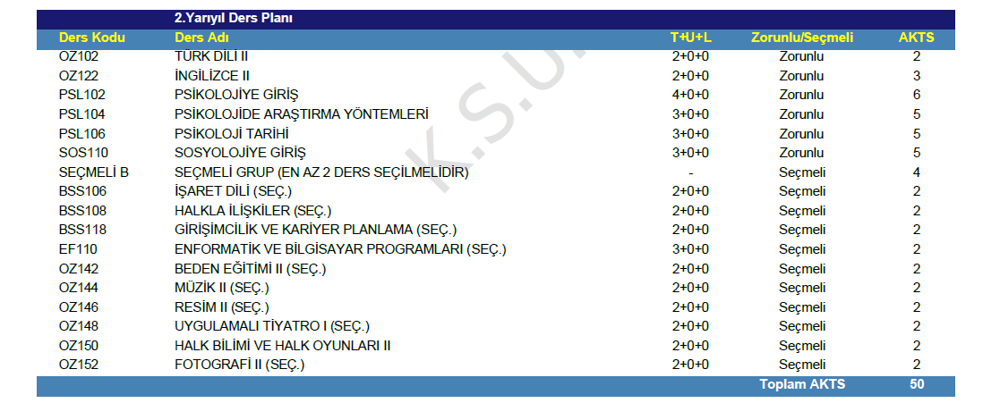 2.Yarıyıl Ders Planı
Ders Kodu Ders Adı T+U+L Zorunlu/Seçmeli AKTS
OZ102 TÜRK DİLİ II 2+0+0 Zorunlu 2
OZ122 İNGİLİZCE II 2+0+0 Zorunlu 3
PSL102 PSİKOLOJİYE GİRİŞ 4+0+0 Zorunlu 6
PSL104 PSİKOLOJİDE ARAŞTIRMA YÖNTEMLERİ 3+0+0 Zorunlu 5
PSL106 PSİKOLOJİ TARİHİ 3+0+0 Zorunlu 5
SOS110 SOSYOLOJİYE GİRİŞ 3+0+0 Zorunlu 5
SEÇMELİ B SEÇMELİ GRUP (EN AZ 2 DERS SEÇİLMELİDİR) - Seçmeli 4
BSS106 İŞARET DİLİ (SEÇ.) 2+0+0 Seçmeli 2
BSS108 HALKLA İLİŞKİLER (SEÇ.) 2+0+0 Seçmeli 2
BSS118 GİRİŞİMCİLİK VE KARİYER PLANLAMA (SEÇ.) 2+0+0 Seçmeli 2
EF110 ENFORMATİK VE BİLGİSAYAR PROGRAMLARI (SEÇ.) 3+0+0 Seçmeli 2
OZ142 BEDEN EĞİTİMİ II (SEÇ.) 2+0+0 Seçmeli 2
OZ144 MÜZİK II (SEÇ.) 2+0+0 Seçmeli 2
OZ146 RESİM II (SEÇ.) 2+0+0 Seçmeli 2
OZ148 UYGULAMALI TİYATRO I (SEÇ.) 2+0+0 Seçmeli 2
OZ150 HALK BİLİMİ VE HALK OYUNLARI II 2+0+0 Seçmeli 2
OZ152 FOTOGRAFİ II (SEÇ.) 2+0+0 Seçmeli 2
Toplam AKTS 50
K.S.U.